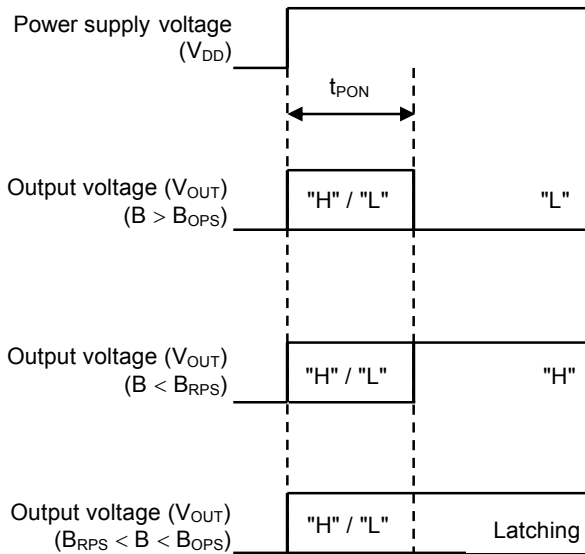 Power supply voltage
(VDD)
tPON
Output voltage (VOUT)
(B > BOPS)
"H" / "L"
"L"
Output voltage (VOUT)
(B < BRPS)
"H" / "L"
"H"
Output voltage (VOUT)
(BRPS < B < BOPS)
"H" / "L"
Latching